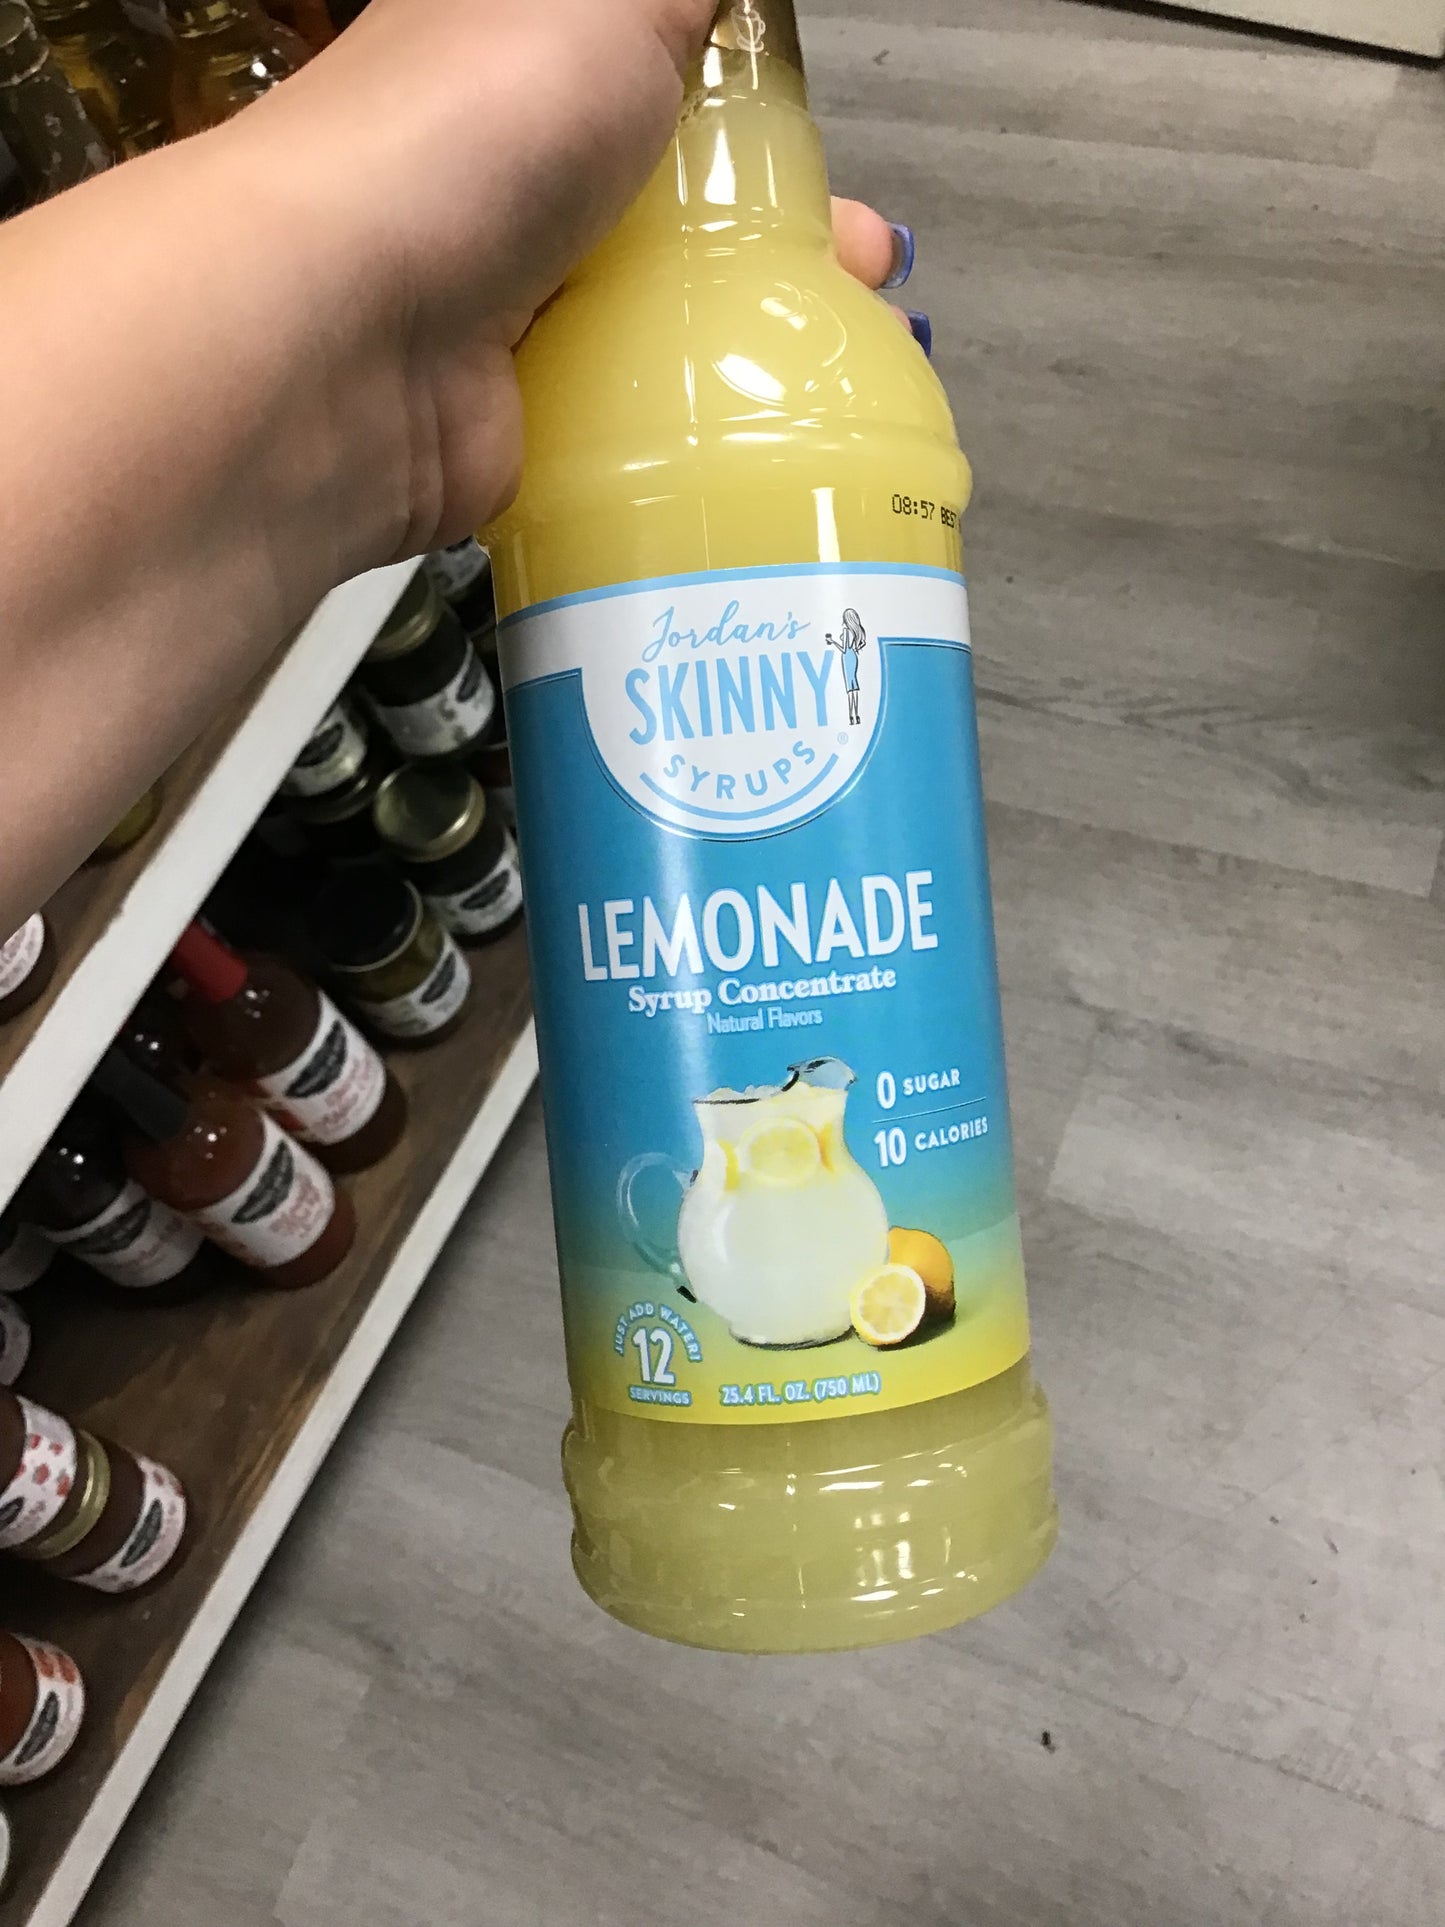 08:57 BEST
Jordan's
SKINNY
SYRUPS®
LEMONADE
Syrup Concentrate
Natural Flavors
0 SUGAR
10 CALORIES
JUST ADD WATER!
12
SERVINGS
25.4 FL. OZ. (750 ML)